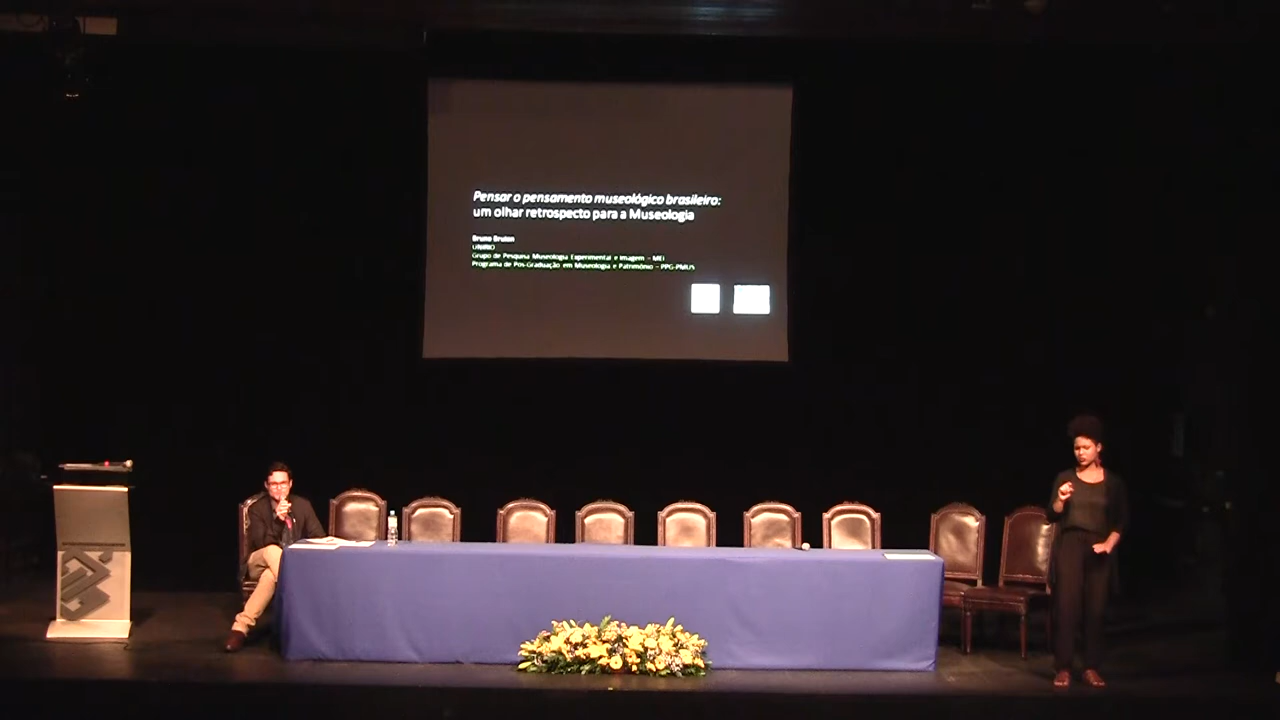 Pensar o pensamento museológico brasileiro:
um olhar retrospecto para a Museologia
Bruno Brulon
UNIRIO
Grupo de Pesquisa Museologia Experimental e Imagem – MEI
Programa de Pós-Graduação em Museologia e Patrimônio – PPG-PMUS